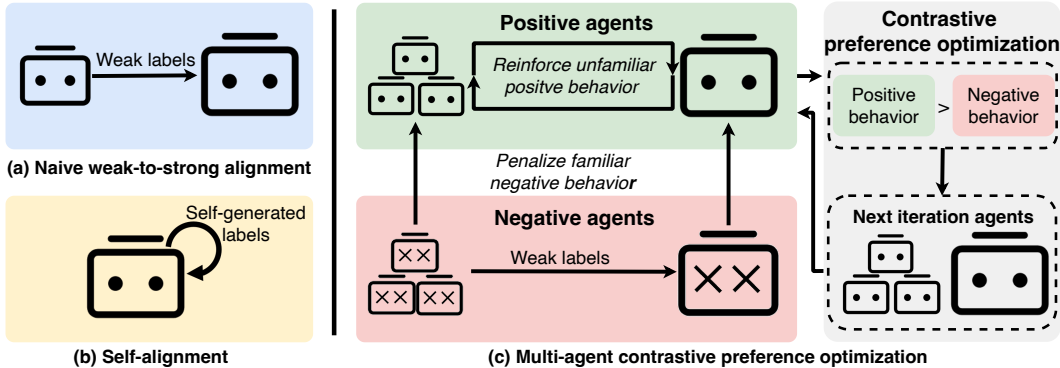 Weak labels
(a) Naive weak-to-strong alignment
Self-generated
labels
(b) Self-alignment
Positive agents
Reinforce unfamiliar
positve behavior
Penalize familiar
negative behavior
Negative agents
Weak labels
(c) Multi-agent contrastive preference optimization
Contrastive
preference optimization
Positive
behavior
>
Negative
behavior
Next iteration agents